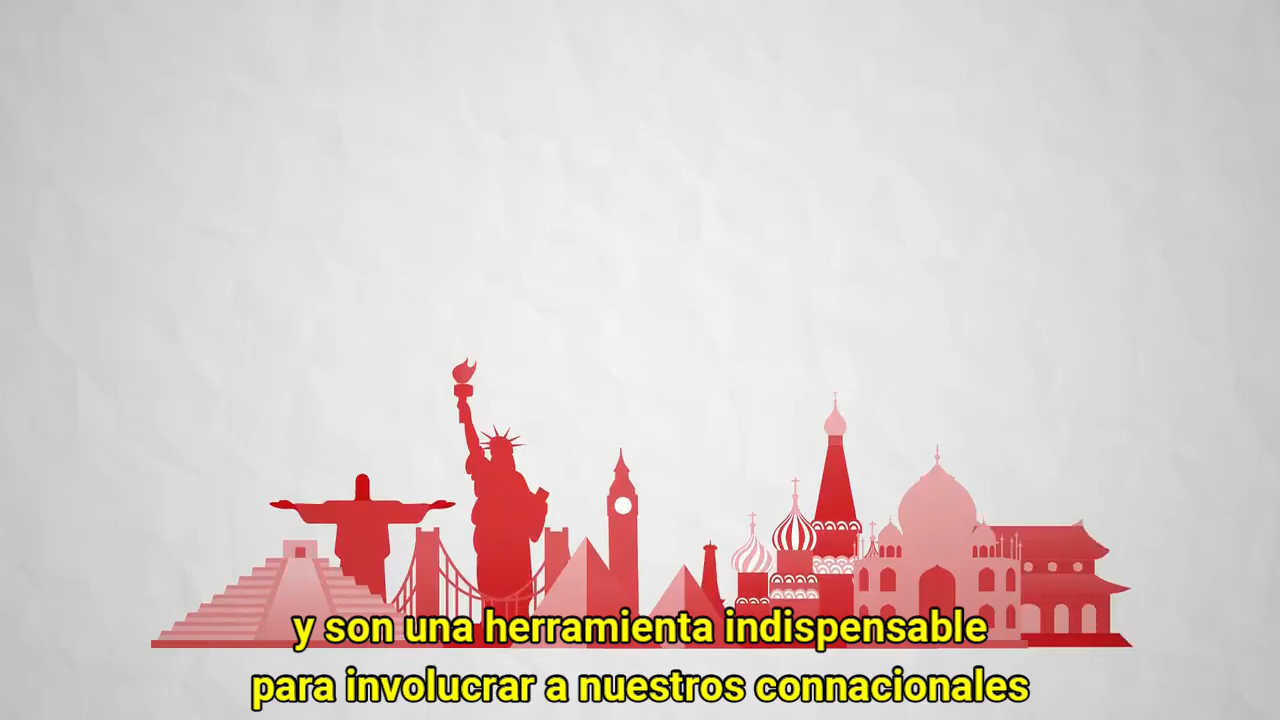 y son una herramienta indispensable
para involucrar a nuestros connacionales